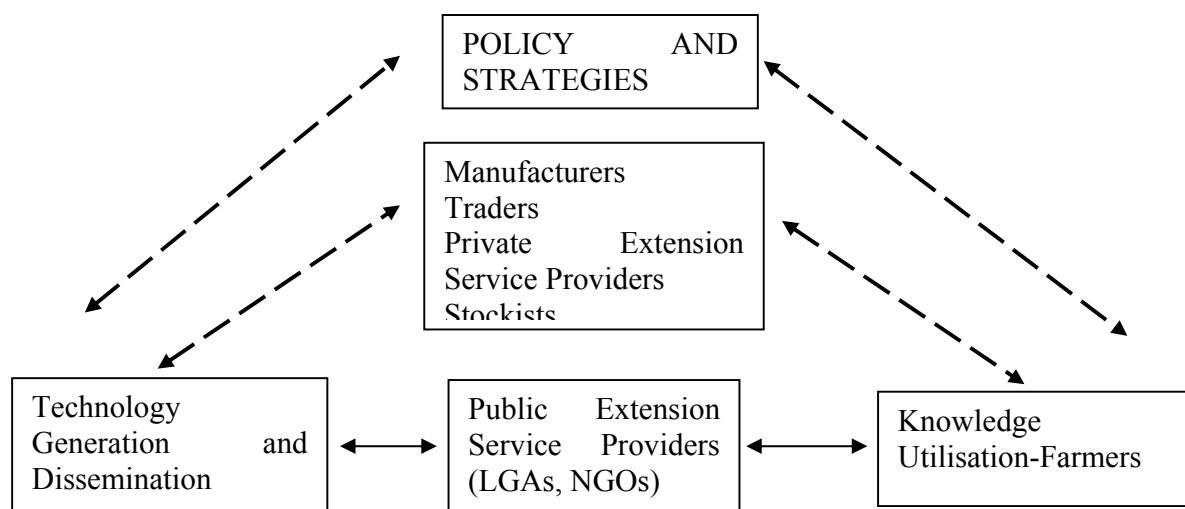 POLICY AND
STRATEGIES
Manufacturers
Traders
Private Extension
Service Providers
Stockists
Technology
Generation and
Dissemination
Public Extension
Service Providers
(LGAs, NGOs)
Knowledge
Utilisation-Farmers